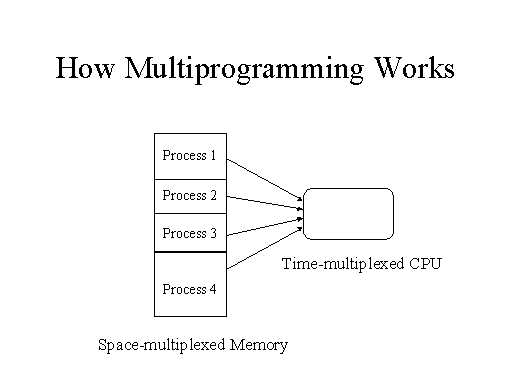 How Multiprogramming Works
Process 1
Process 2
Process 3
Process 4
Time-multiplexed CPU
Space-multiplexed Memory